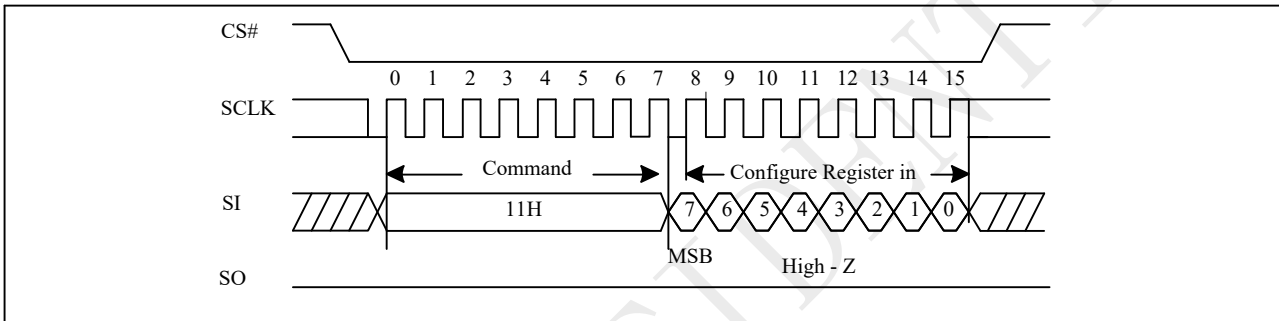 CS#
0 1 2 3 4 5 6 7 8 9 10 11 12 13 14 15
SCLK
Command Configure Register in
SI 11H 7 6 5 4 3 2 1 0
MSB High - Z
SO